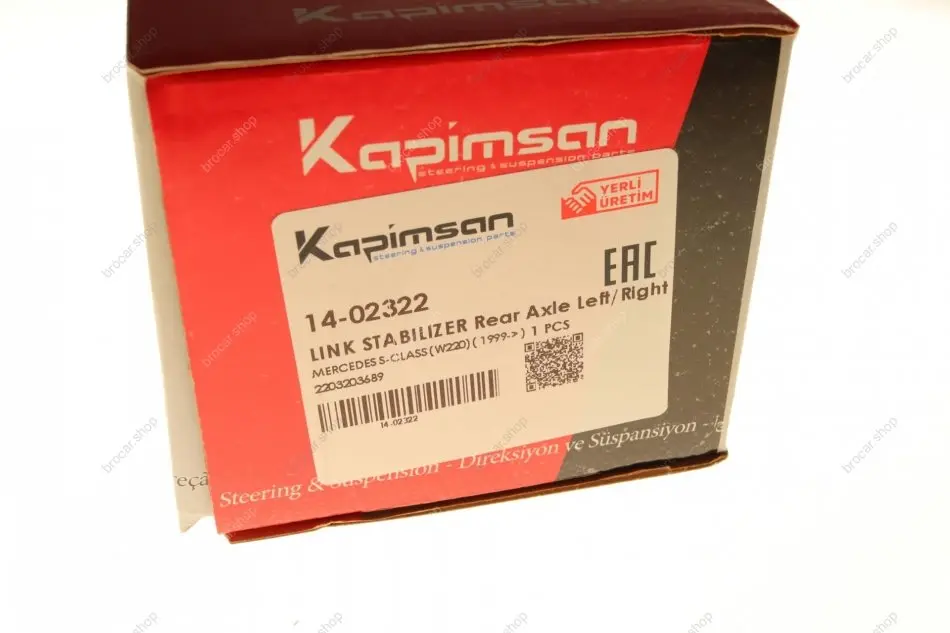 Kapimsan
Kapimsan
steering & suspension parts
Kapimsan
steering & suspension parts
YERLİ
ÜRETİM
EAC
14-02322
LINK STABILIZER Rear Axle Left/Right
MERCEDES S-CLASS (W220) ( 1999-> ) 1 PCS
2203203689
14-02322
Steering & Suspension - Direksiyon ve Süspansiyon -
brocar.shop